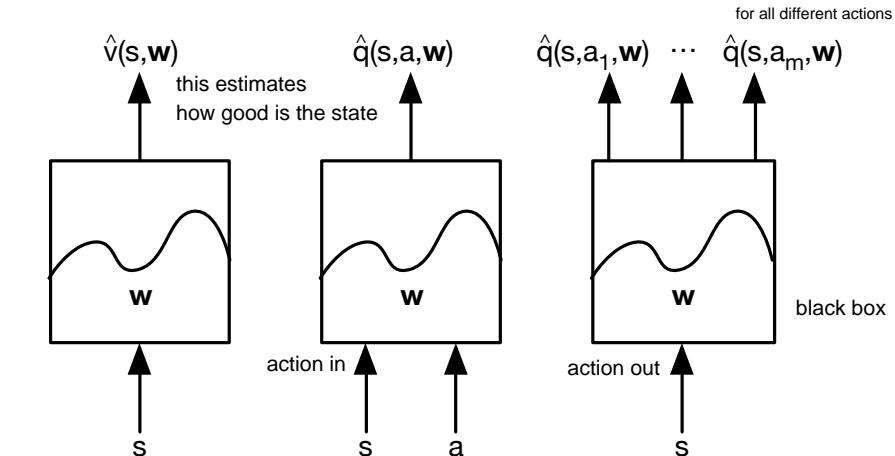 for all different actions
v̂(s,w)
q̂(s,a,w)
q̂(s,a₁,w) ··· q̂(s,aₘ,w)
this estimates
how good is the state
w
w
w
black box
action in
action out
s
s
a
s